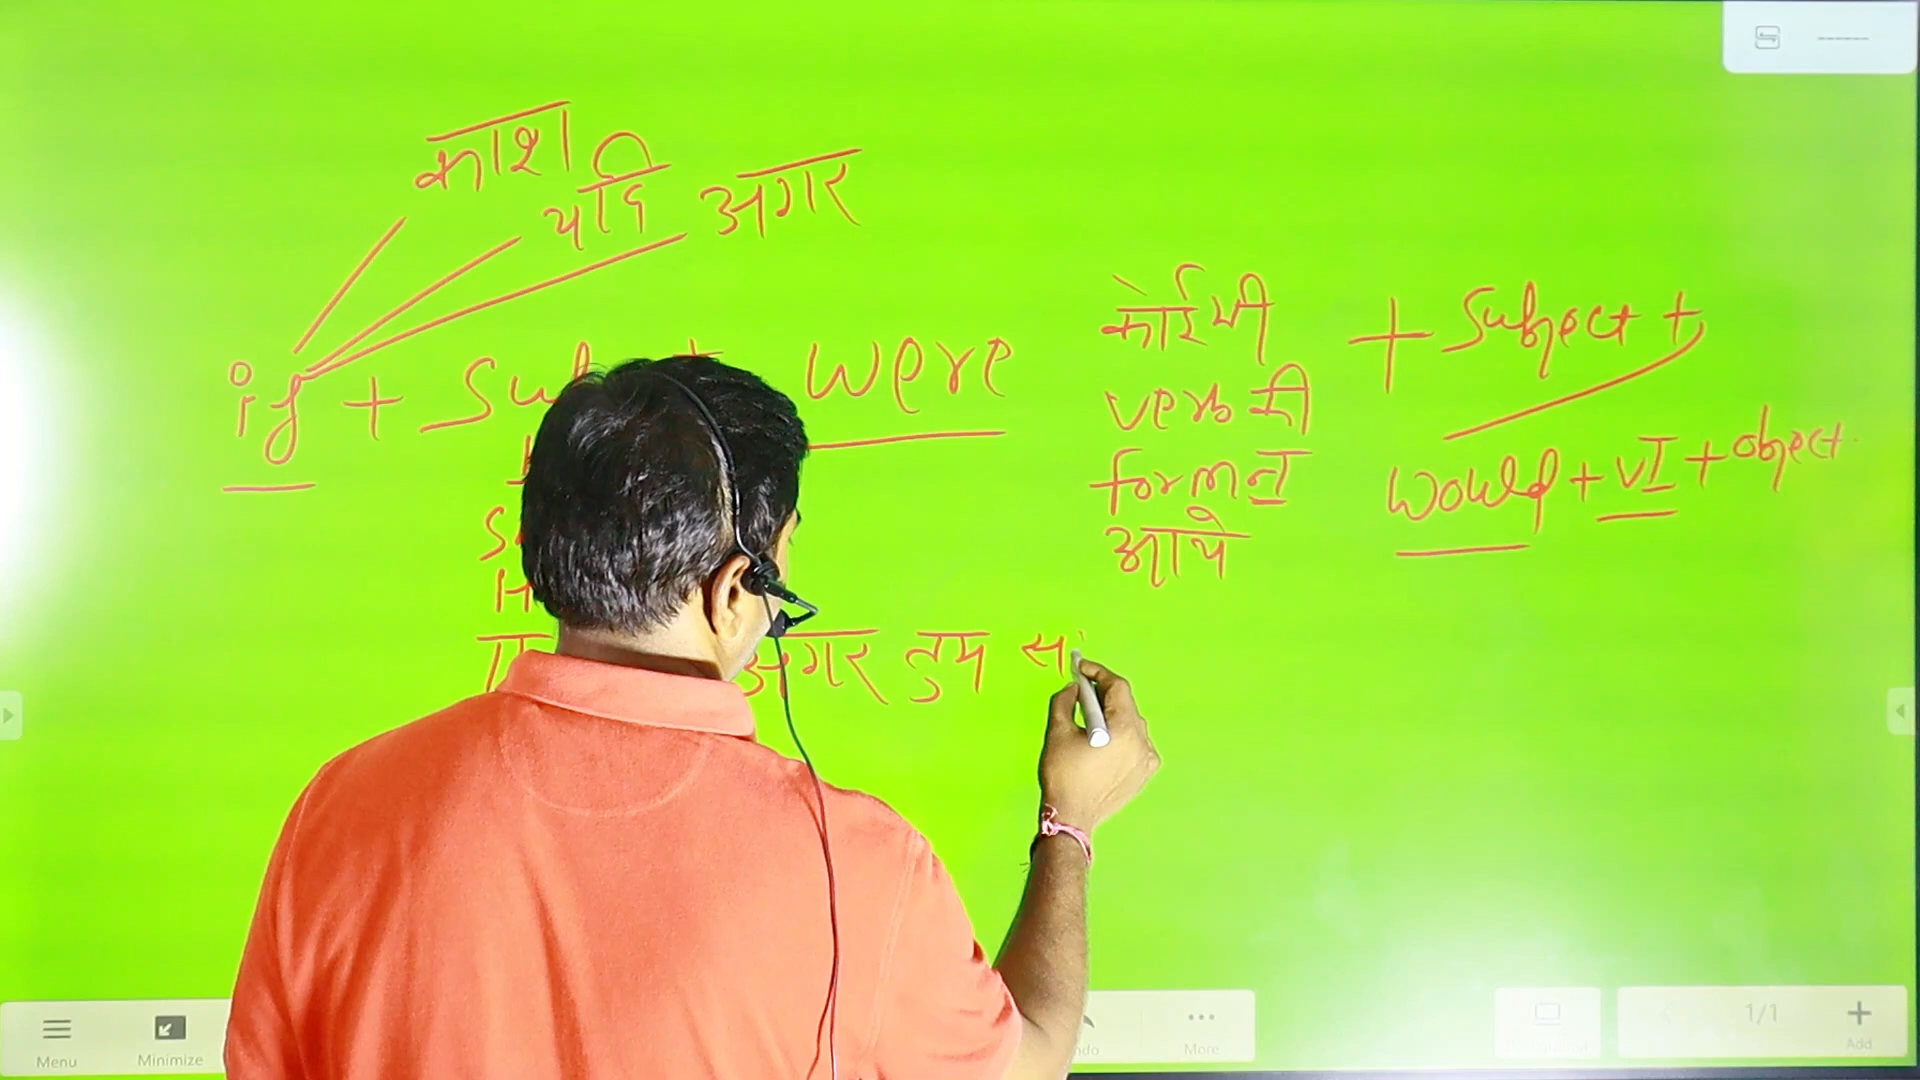 काश
यदि अगर
if + Su were
कोई भी
verb की
form ना
आये
+ Subject +
would + VI + object
अगर तुम
Menu
Minimize
More
1/1
Add